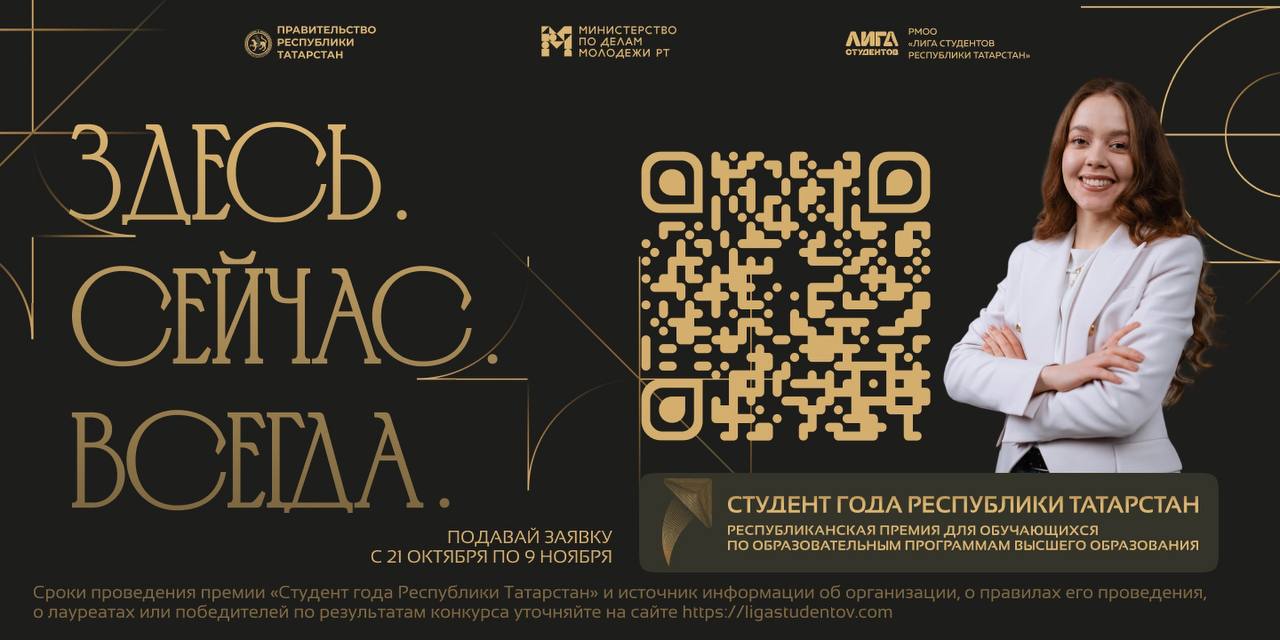 ПРАВИТЕЛЬСТВО
РЕСПУБЛИКИ
ТАТАРСТАН
МИНИСТЕРСТВО
ПО ДЕЛАМ
МОЛОДЕЖИ РТ
ЛИГА
СТУДЕНТОВ
РМОО
«ЛИГА СТУДЕНТОВ
РЕСПУБЛИКИ ТАТАРСТАН»
ЗДЕСЬ.
СЕЙЧАС.
ВСЕГДА.
ПОДАВАЙ ЗАЯВКУ
С 21 ОКТЯБРЯ ПО 9 НОЯБРЯ
СТУДЕНТ ГОДА РЕСПУБЛИКИ ТАТАРСТАН
РЕСПУБЛИКАНСКАЯ ПРЕМИЯ ДЛЯ ОБУЧАЮЩИХСЯ
ПО ОБРАЗОВАТЕЛЬНЫМ ПРОГРАММАМ ВЫСШЕГО ОБРАЗОВАНИЯ
Сроки проведения премии «Студент года Республики Татарстан» и источник информации об организации, о правилах его проведения,
о лауреатах или победителей по результатам конкурса уточняйте на сайте https://ligastudentov.com